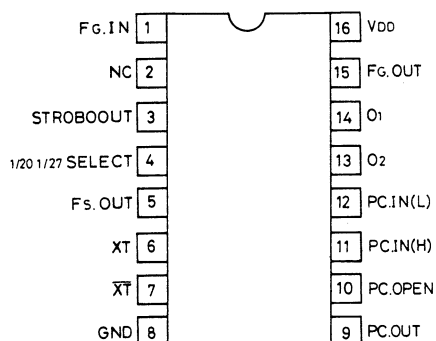 FG.IN 1 16 VDD
NC 2 15 FG.OUT
STROBOOUT 3 14 O1
1/20 1/27 SELECT 4 13 O2
FS.OUT 5 12 PC.IN(L)
XT 6 11 PC.IN(H)
X̅T̅ 7 10 PC.OPEN
GND 8 9 PC.OUT